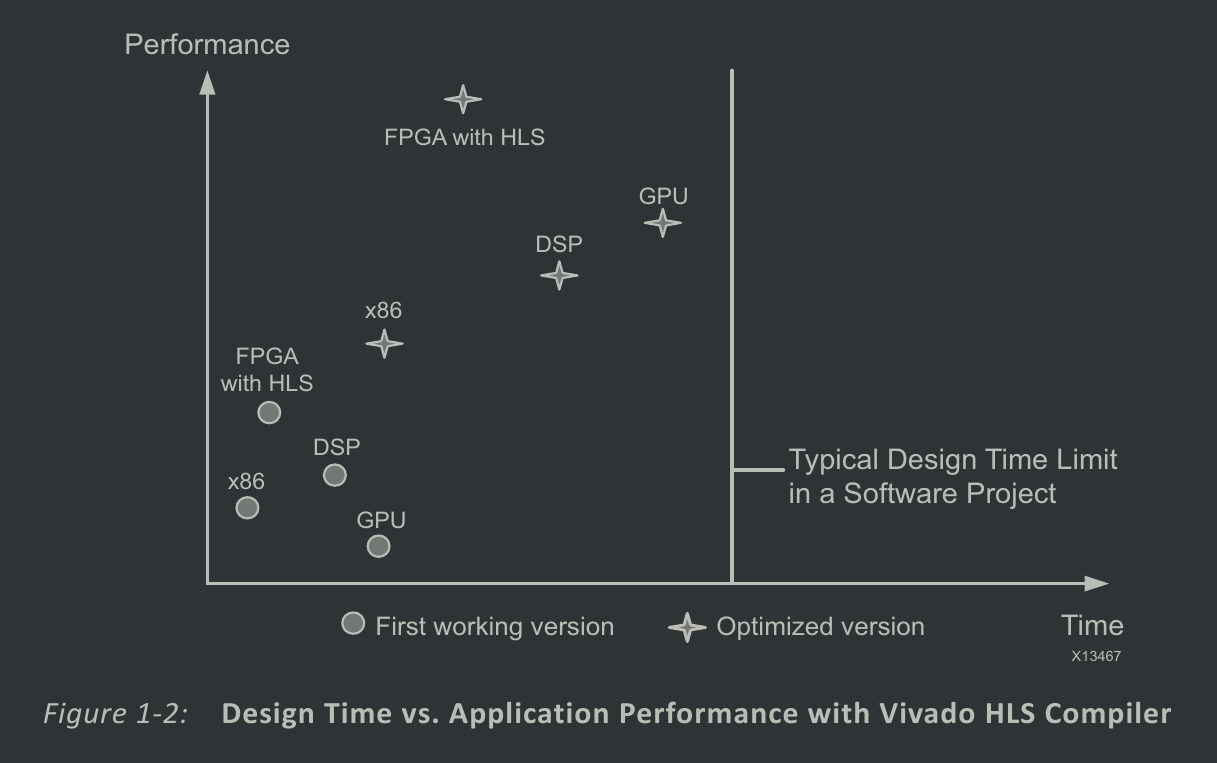 Performance
FPGA with HLS
GPU
DSP
x86
FPGA
with HLS
DSP
x86
GPU
Typical Design Time Limit
in a Software Project
First working version
Optimized version
Time
X13467
Figure 1-2: Design Time vs. Application Performance with Vivado HLS Compiler